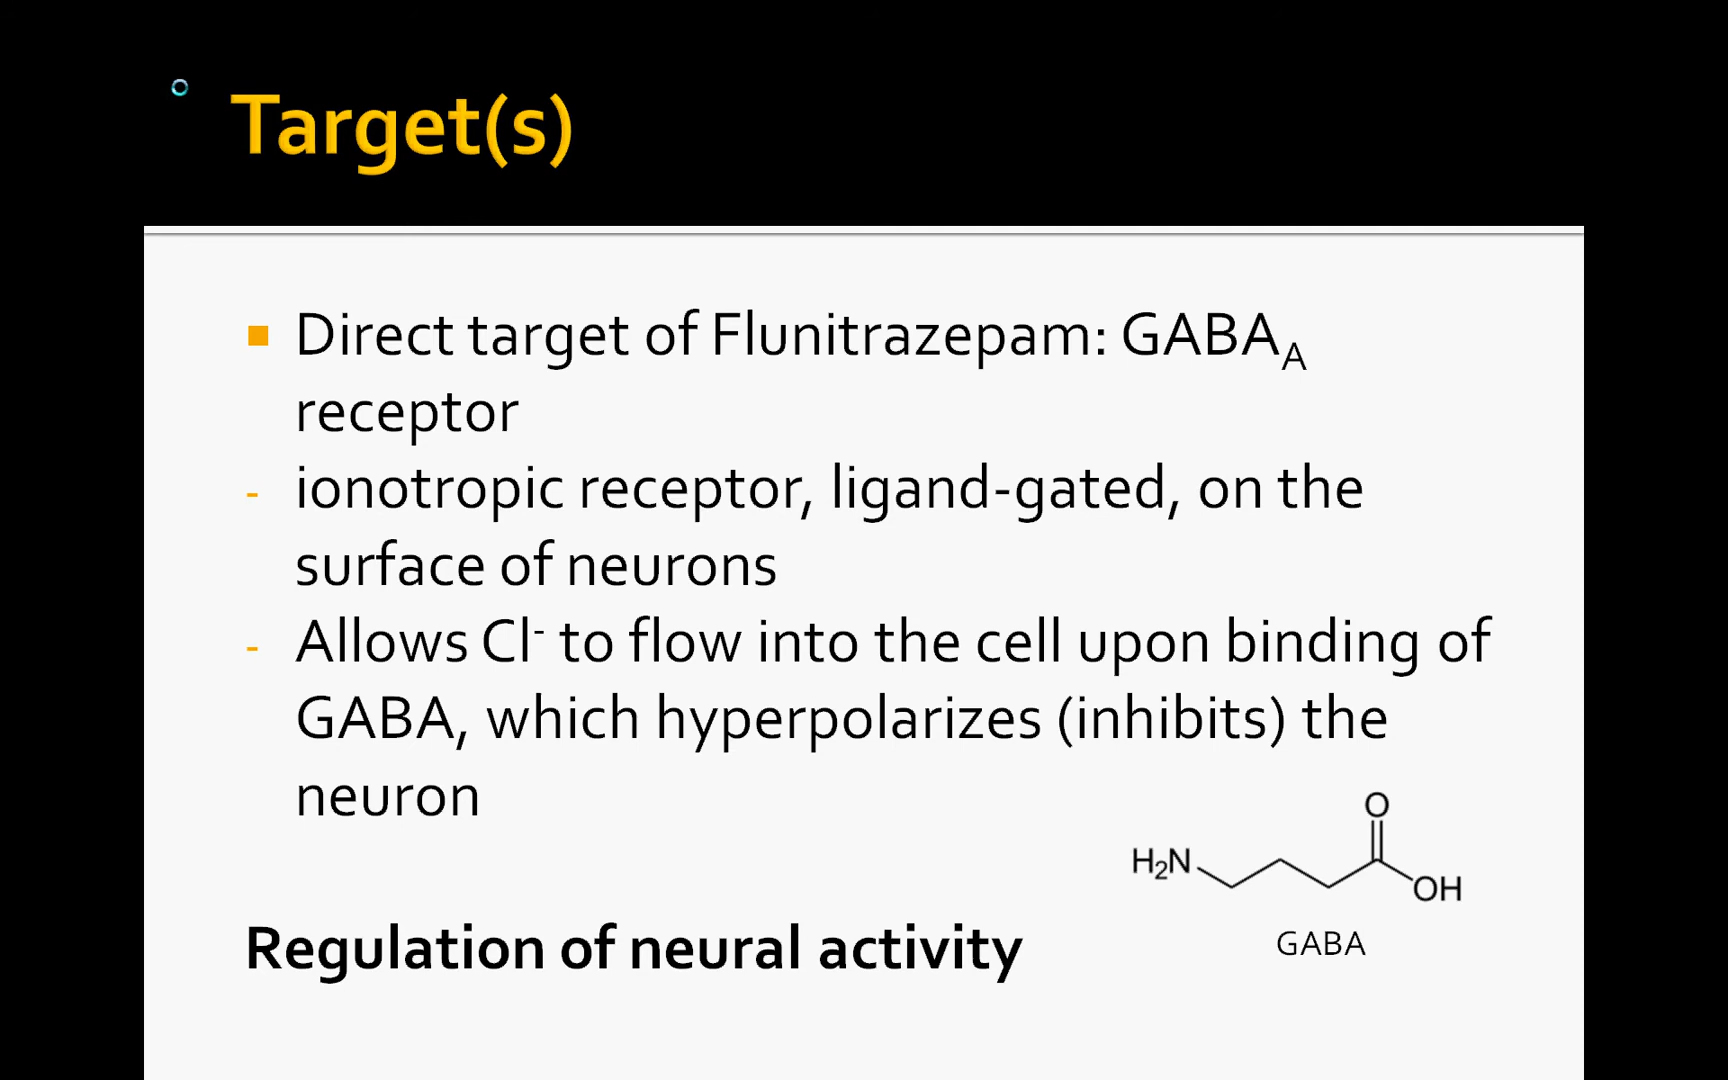 Target(s)
■ Direct target of Flunitrazepam: GABA_A
receptor
- ionotropic receptor, ligand-gated, on the
surface of neurons
- Allows Cl⁻ to flow into the cell upon binding of
GABA, which hyperpolarizes (inhibits) the
neuron
O
H₂N
OH
GABA
Regulation of neural activity